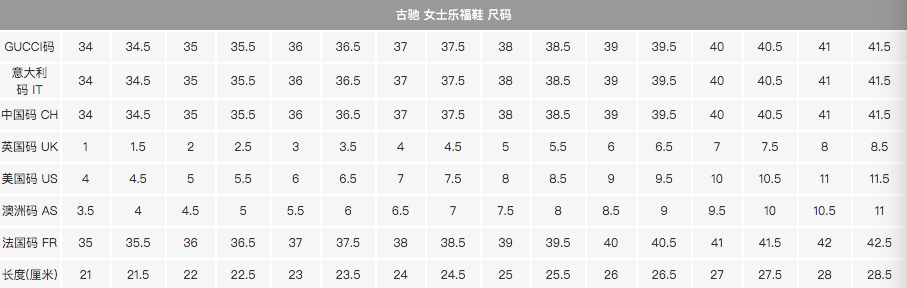 古驰 女士乐福鞋 尺码
GUCCI码 34 34.5 35 35.5 36 36.5 37 37.5 38 38.5 39 39.5 40 40.5 41 41.5
意大利
码 IT 34 34.5 35 35.5 36 36.5 37 37.5 38 38.5 39 39.5 40 40.5 41 41.5
中国码 CH 34 34.5 35 35.5 36 36.5 37 37.5 38 38.5 39 39.5 40 40.5 41 41.5
英国码 UK 1 1.5 2 2.5 3 3.5 4 4.5 5 5.5 6 6.5 7 7.5 8 8.5
美国码 US 4 4.5 5 5.5 6 6.5 7 7.5 8 8.5 9 9.5 10 10.5 11 11.5
澳洲码 AS 3.5 4 4.5 5 5.5 6 6.5 7 7.5 8 8.5 9 9.5 10 10.5 11
法国码 FR 35 35.5 36 36.5 37 37.5 38 38.5 39 39.5 40 40.5 41 41.5 42 42.5
长度(厘米) 21 21.5 22 22.5 23 23.5 24 24.5 25 25.5 26 26.5 27 27.5 28 28.5